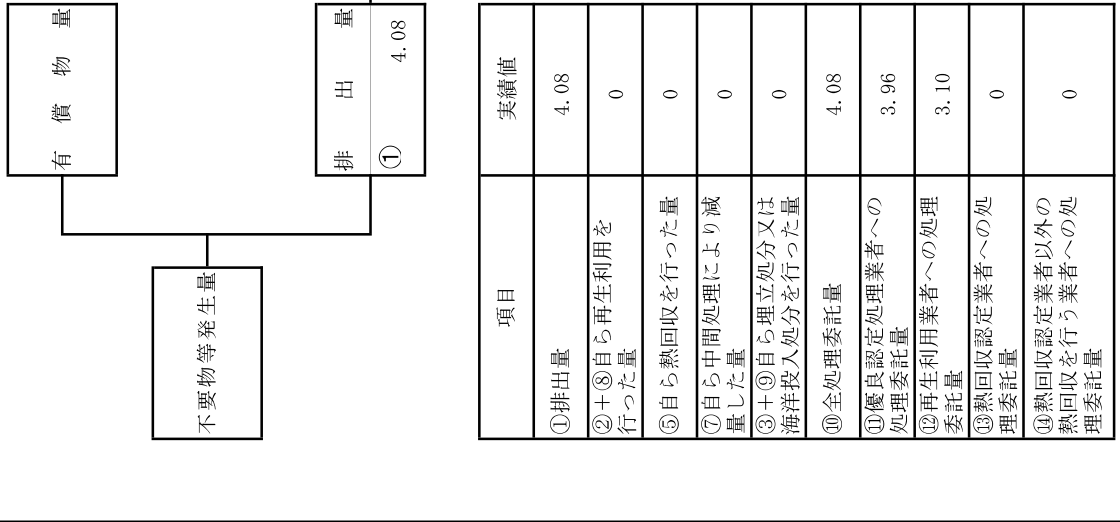 不要物等発生量
有償物量
排出量
① 4.08
項目 実績値
①排出量 4.08
②＋⑧自ら再生利用を
行った量 0
⑤自ら熱回収を行った量 0
⑦自ら中間処理により減
量した量 0
③＋⑨自ら埋立処分又は
海洋投入処分を行った量 0
⑩全処理委託量 4.08
⑪優良認定処理業者への
処理委託量 3.96
⑫再生利用業者への処理
委託量 3.10
⑬熱回収認定業者への処
理委託量 0
⑭熱回収認定業者以外の
熱回収を行う業者への処
理委託量 0